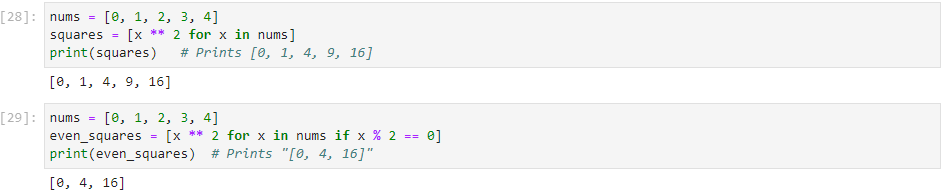 [28]: nums = [0, 1, 2, 3, 4]
squares = [x ** 2 for x in nums]
print(squares)   # Prints [0, 1, 4, 9, 16]
[0, 1, 4, 9, 16]
[29]: nums = [0, 1, 2, 3, 4]
even_squares = [x ** 2 for x in nums if x % 2 == 0]
print(even_squares)  # Prints "[0, 4, 16]"
[0, 4, 16]